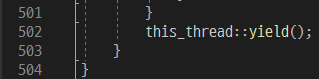 501 }
502 this_thread::yield();
503 }
504 }